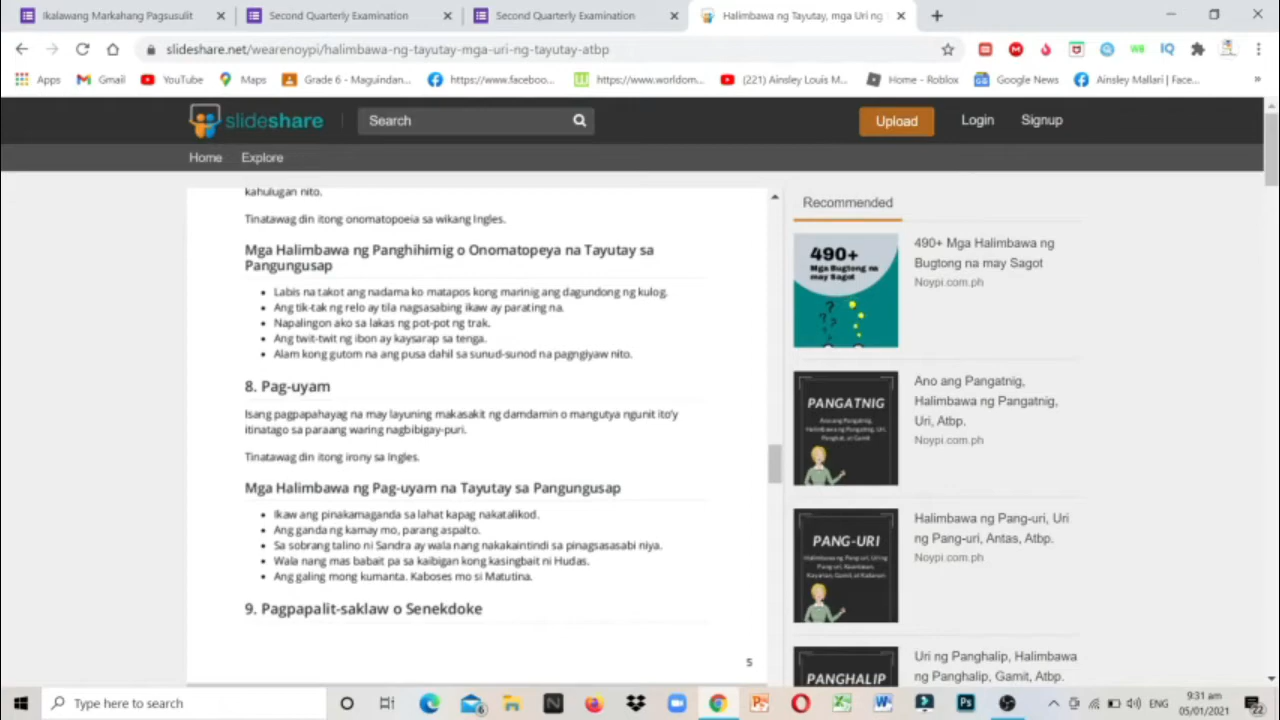 Ikalawang Markahang Pagsusulit
Second Quarterly Examination
Second Quarterly Examination
Halimbawa ng Tayutay, mga Uri ng
slideshare.net/wearenoypi/halimbawa-ng-tayutay-mga-uri-ng-tayutay-atbp
Apps
Gmail
YouTube
Maps
Grade 6 - Maguindan...
https://www.faceboo...
https://www.worldom...
(221) Ainsley Louis M...
Home - Roblox
Google News
Ainsley Mallari | Face...
slideshare
Search
Upload
Login
Signup
Home
Explore
kahulugan nito.
Tinatawag din itong onomatopoeia sa wikang Ingles.
Mga Halimbawa ng Panghihimig o Onomatopeya na Tayutay sa
Pangungusap
• Labis na takot ang nadama ko matapos kong marinig ang dagundong ng kulog.
• Ang tik-tak ng relo ay tila nagsasabing ikaw ay parating na.
• Napalingon ako sa lakas ng pot-pot ng trak.
• Ang twit-twit ng ibon ay kaysarap sa tenga.
• Alam kong gutom na ang pusa dahil sa sunud-sunod na pagngiyaw nito.
8. Pag-uyam
Isang pagpapahayag na may layuning makasakit ng damdamin o mangutya ngunit ito'y
itinatago sa paraang waring nagbibigay-puri.
Tinatawag din itong irony sa Ingles.
Mga Halimbawa ng Pag-uyam na Tayutay sa Pangungusap
• Ikaw ang pinakamaganda sa lahat kapag nakatalikod.
• Ang ganda ng kamay mo, parang aspalto.
• Sa sobrang talino ni Sandra ay wala nang nakakaintindi sa pinagsasasabi niya.
• Wala nang mas babait pa sa kaibigan kong kasingbait ni Hudas.
• Ang galing mong kumanta. Kaboses mo si Matutina.
9. Pagpapalit-saklaw o Senekdoke
5
Recommended
490+
Mga Bugtong na
may Sagot
490+ Mga Halimbawa ng
Bugtong na may Sagot
Noypi.com.ph
PANGATNIG
Ano ang Pangatnig,
Halimbawa ng Pangatnig,
Uri, Atbp.
Noypi.com.ph
PANG-URI
Halimbawa ng Pang-uri, Uri
ng Pang-uri, Antas, Atbp.
Noypi.com.ph
PANGHALIP
Uri ng Panghalip, Halimbawa
ng Panghalip, Gamit, Atbp.
Type here to search
ENG
9:31 am
05/01/2021
22